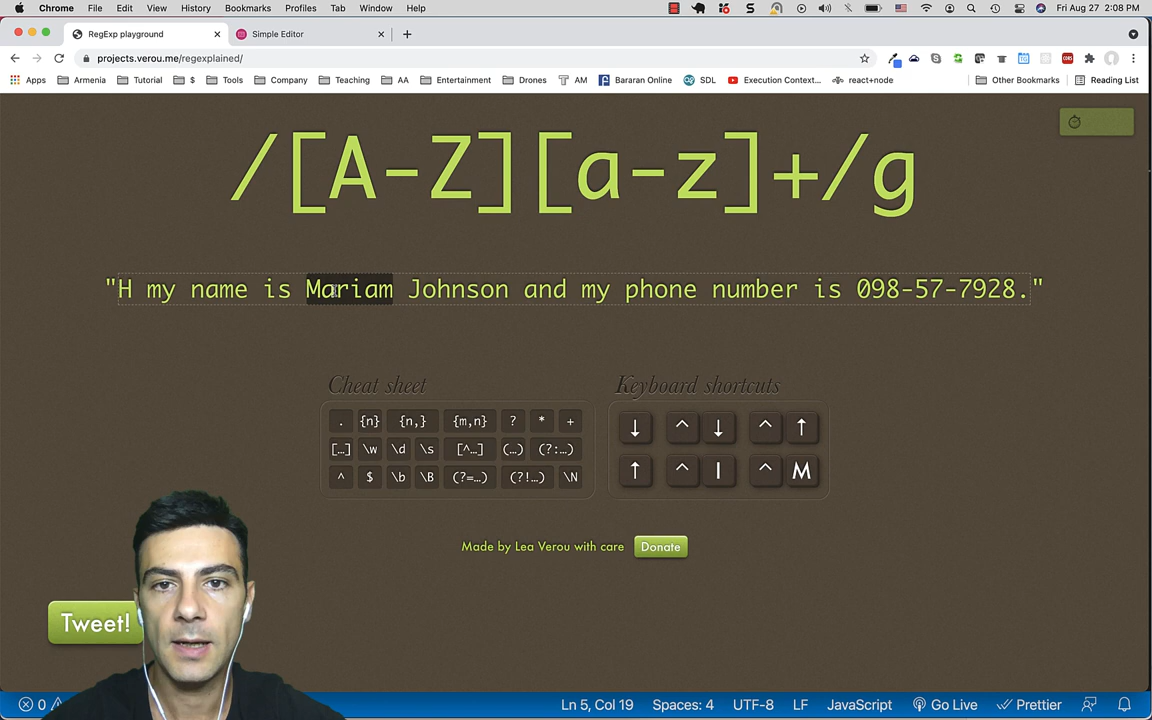 Chrome File Edit View History Bookmarks Profiles Tab Window Help Fri Aug 27 2:08 PM
RegExp playground Simple Editor
projects.verou.me/regexplained/
Apps Armenia Tutorial $ Tools Company Teaching AA Entertainment Drones AM Bararan Online SDL Execution Context... react+node Other Bookmarks Reading List
/[A-Z][a-z]+/g
"H my name is Mariam Johnson and my phone number is 098-57-7928."
Cheat sheet Keyboard shortcuts
. {n} {n,} {m,n} ? * +
[…] \w \d \s [^…] (…) (?:…)
^ $ \b \B (?=…) (?!…) \N
↓ ^ ↓ ^ ↑
↑ ^ I ^ M
Made by Lea Verou with care Donate
Tweet!
0 Ln 5, Col 19 Spaces: 4 UTF-8 LF JavaScript Go Live Prettier